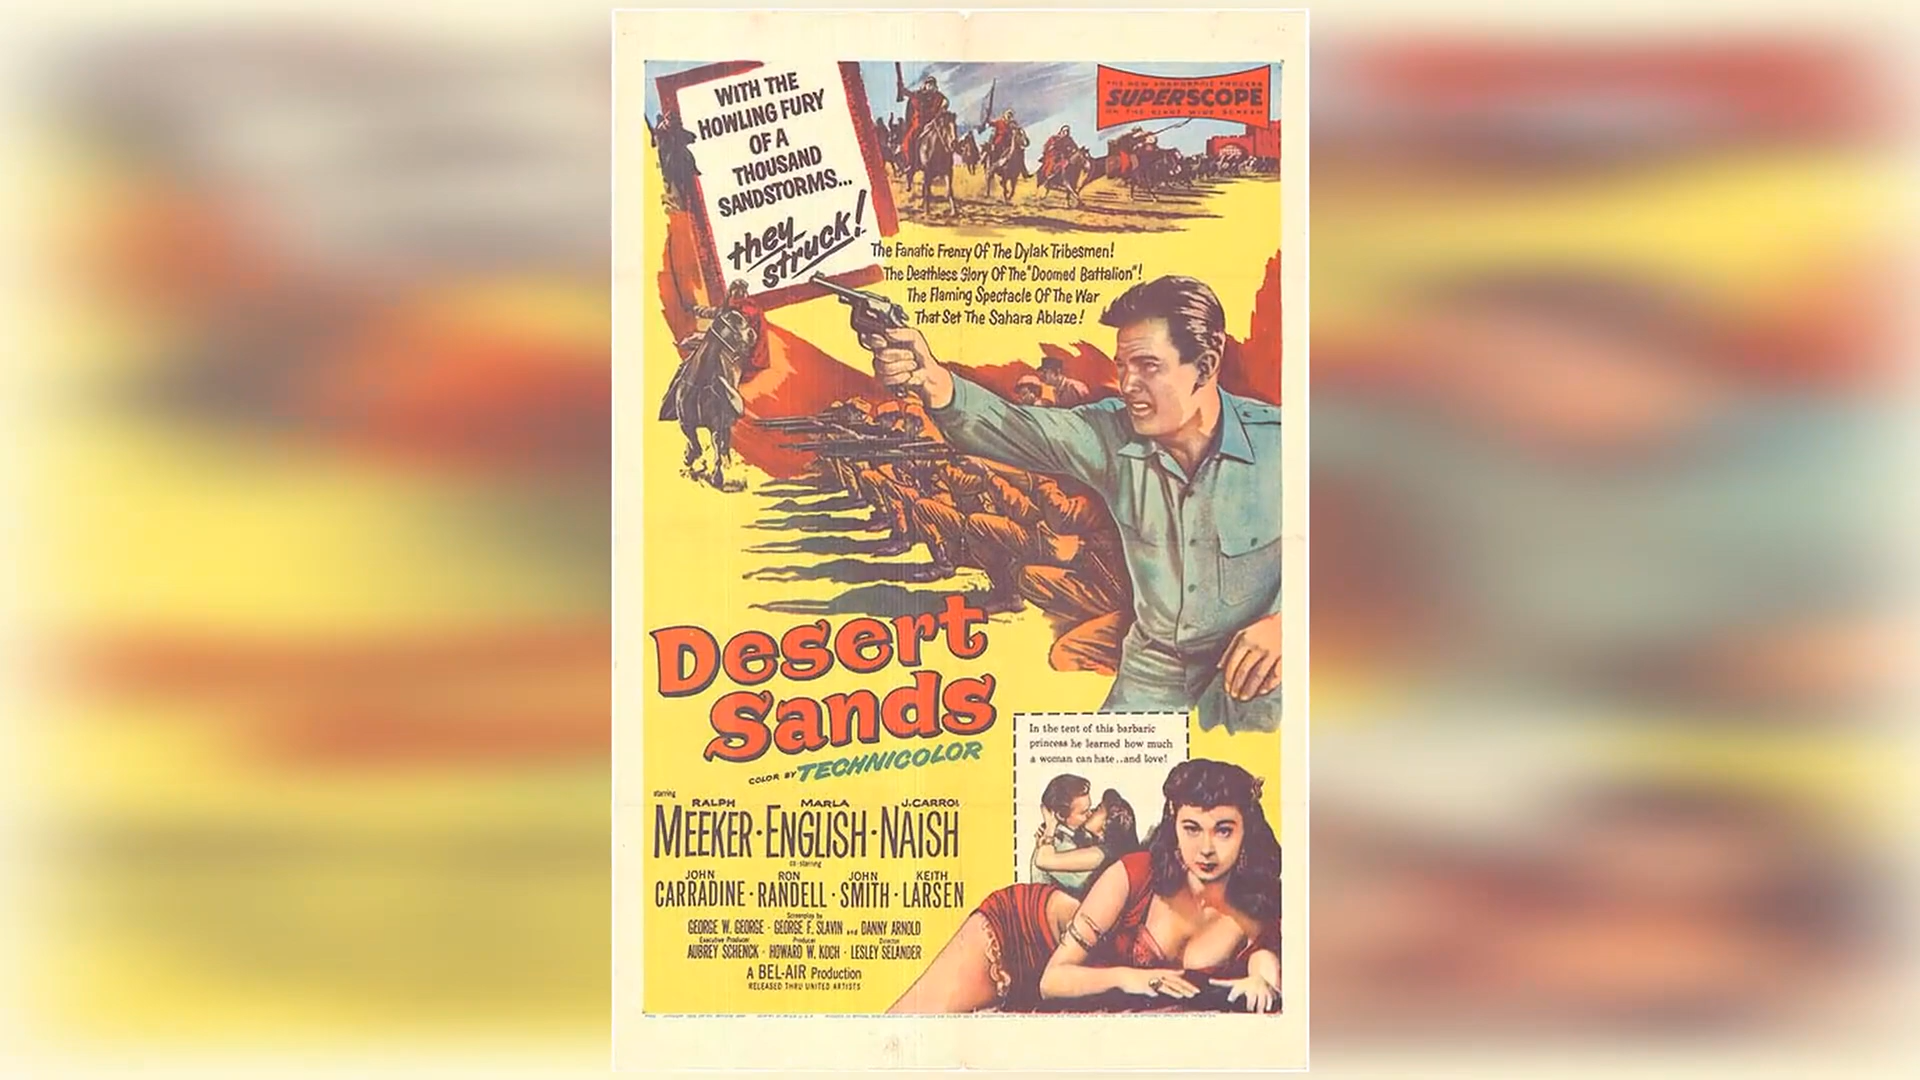 WITH THE
HOWLING FURY
OF A
THOUSAND
SANDSTORMS...
they
struck!
SUPERSCOPE
The Fanatic Frenzy Of The Dylak Tribesmen!
The Deathless Glory Of The "Doomed Battalion"!
The Flaming Spectacle Of The War
That Set The Sahara Ablaze!
Desert
Sands
COLOR BY TECHNICOLOR
In the tent of this barbaric
princess he learned how much
a woman can hate..and love!
starring
RALPH MARLA J. CARROL
MEEKER · ENGLISH · NAISH
co-starring
JOHN RON JOHN KEITH
CARRADINE · RANDELL · SMITH · LARSEN
Screenplay by
GEORGE W. GEORGE · GEORGE F. SLAVIN and DANNY ARNOLD
Executive Producer Producer Director
AUBREY SCHENCK · HOWARD W. KOCH · LESLEY SELANDER
A BEL-AIR Production
RELEASED THRU UNITED ARTISTS